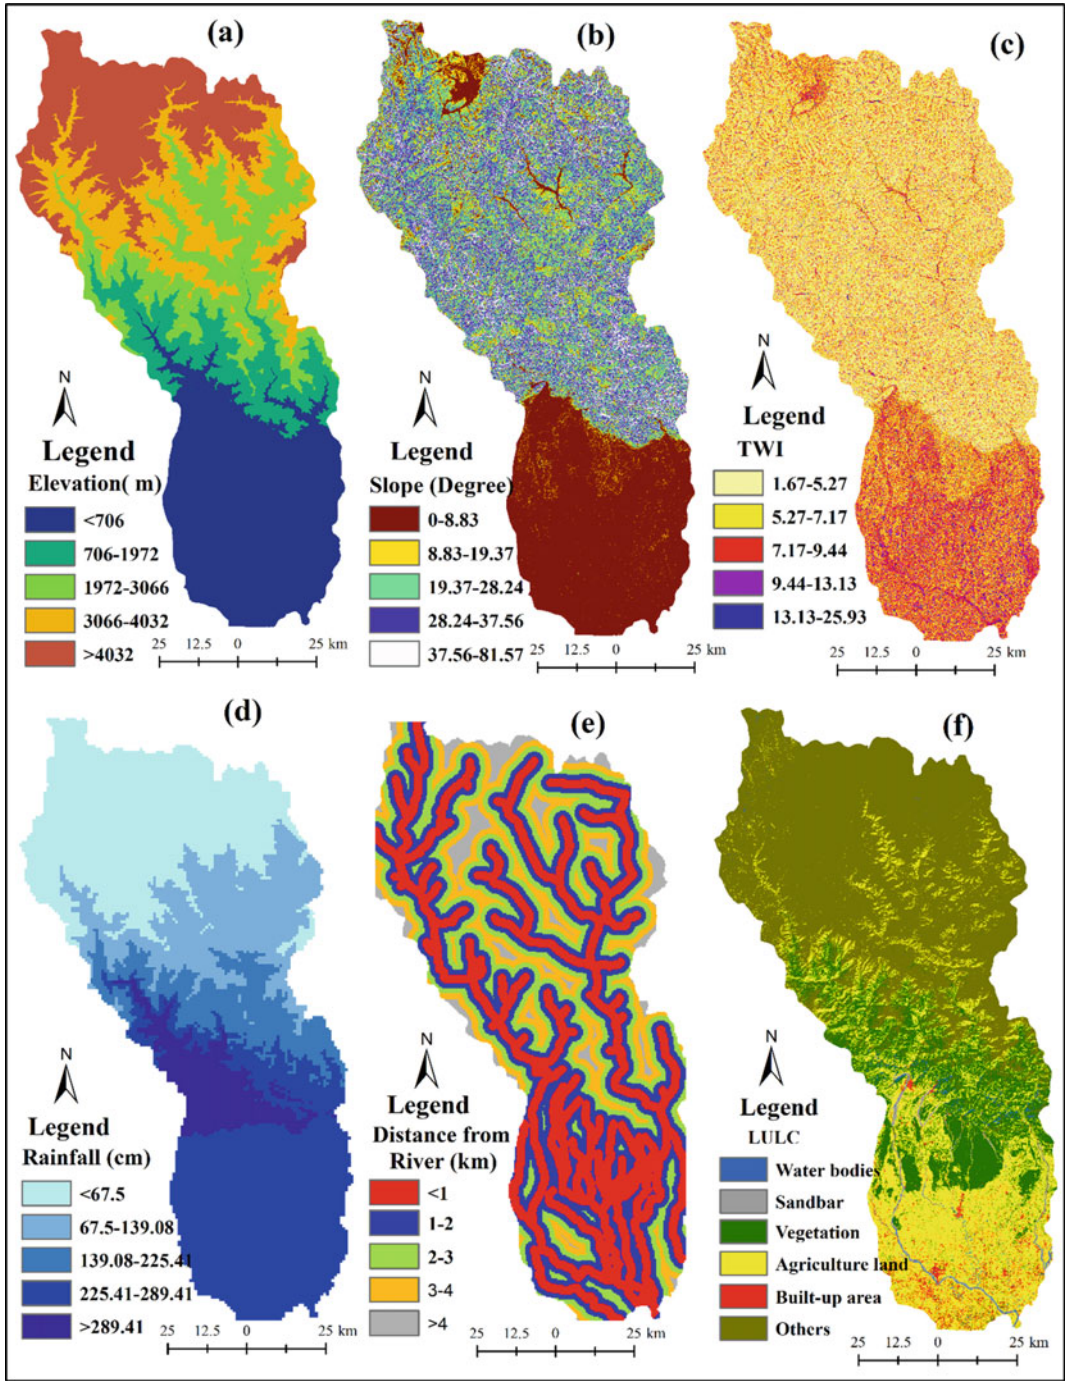 (a)
N
Legend
Elevation( m)
<706
706-1972
1972-3066
3066-4032
>4032
25 12.5 0 25 km
(b)
N
Legend
Slope (Degree)
0-8.83
8.83-19.37
19.37-28.24
28.24-37.56
37.56-81.57
25 12.5 0 25 km
(c)
N
Legend
TWI
1.67-5.27
5.27-7.17
7.17-9.44
9.44-13.13
13.13-25.93
25 12.5 0 25 km
(d)
N
Legend
Rainfall (cm)
<67.5
67.5-139.08
139.08-225.41
225.41-289.41
>289.41
25 12.5 0 25 km
(e)
N
Legend
Distance from
River (km)
<1
1-2
2-3
3-4
>4
25 12.5 0 25 km
(f)
N
Legend
LULC
Water bodies
Sandbar
Vegetation
Agriculture land
Built-up area
Others
25 12.5 0 25 km